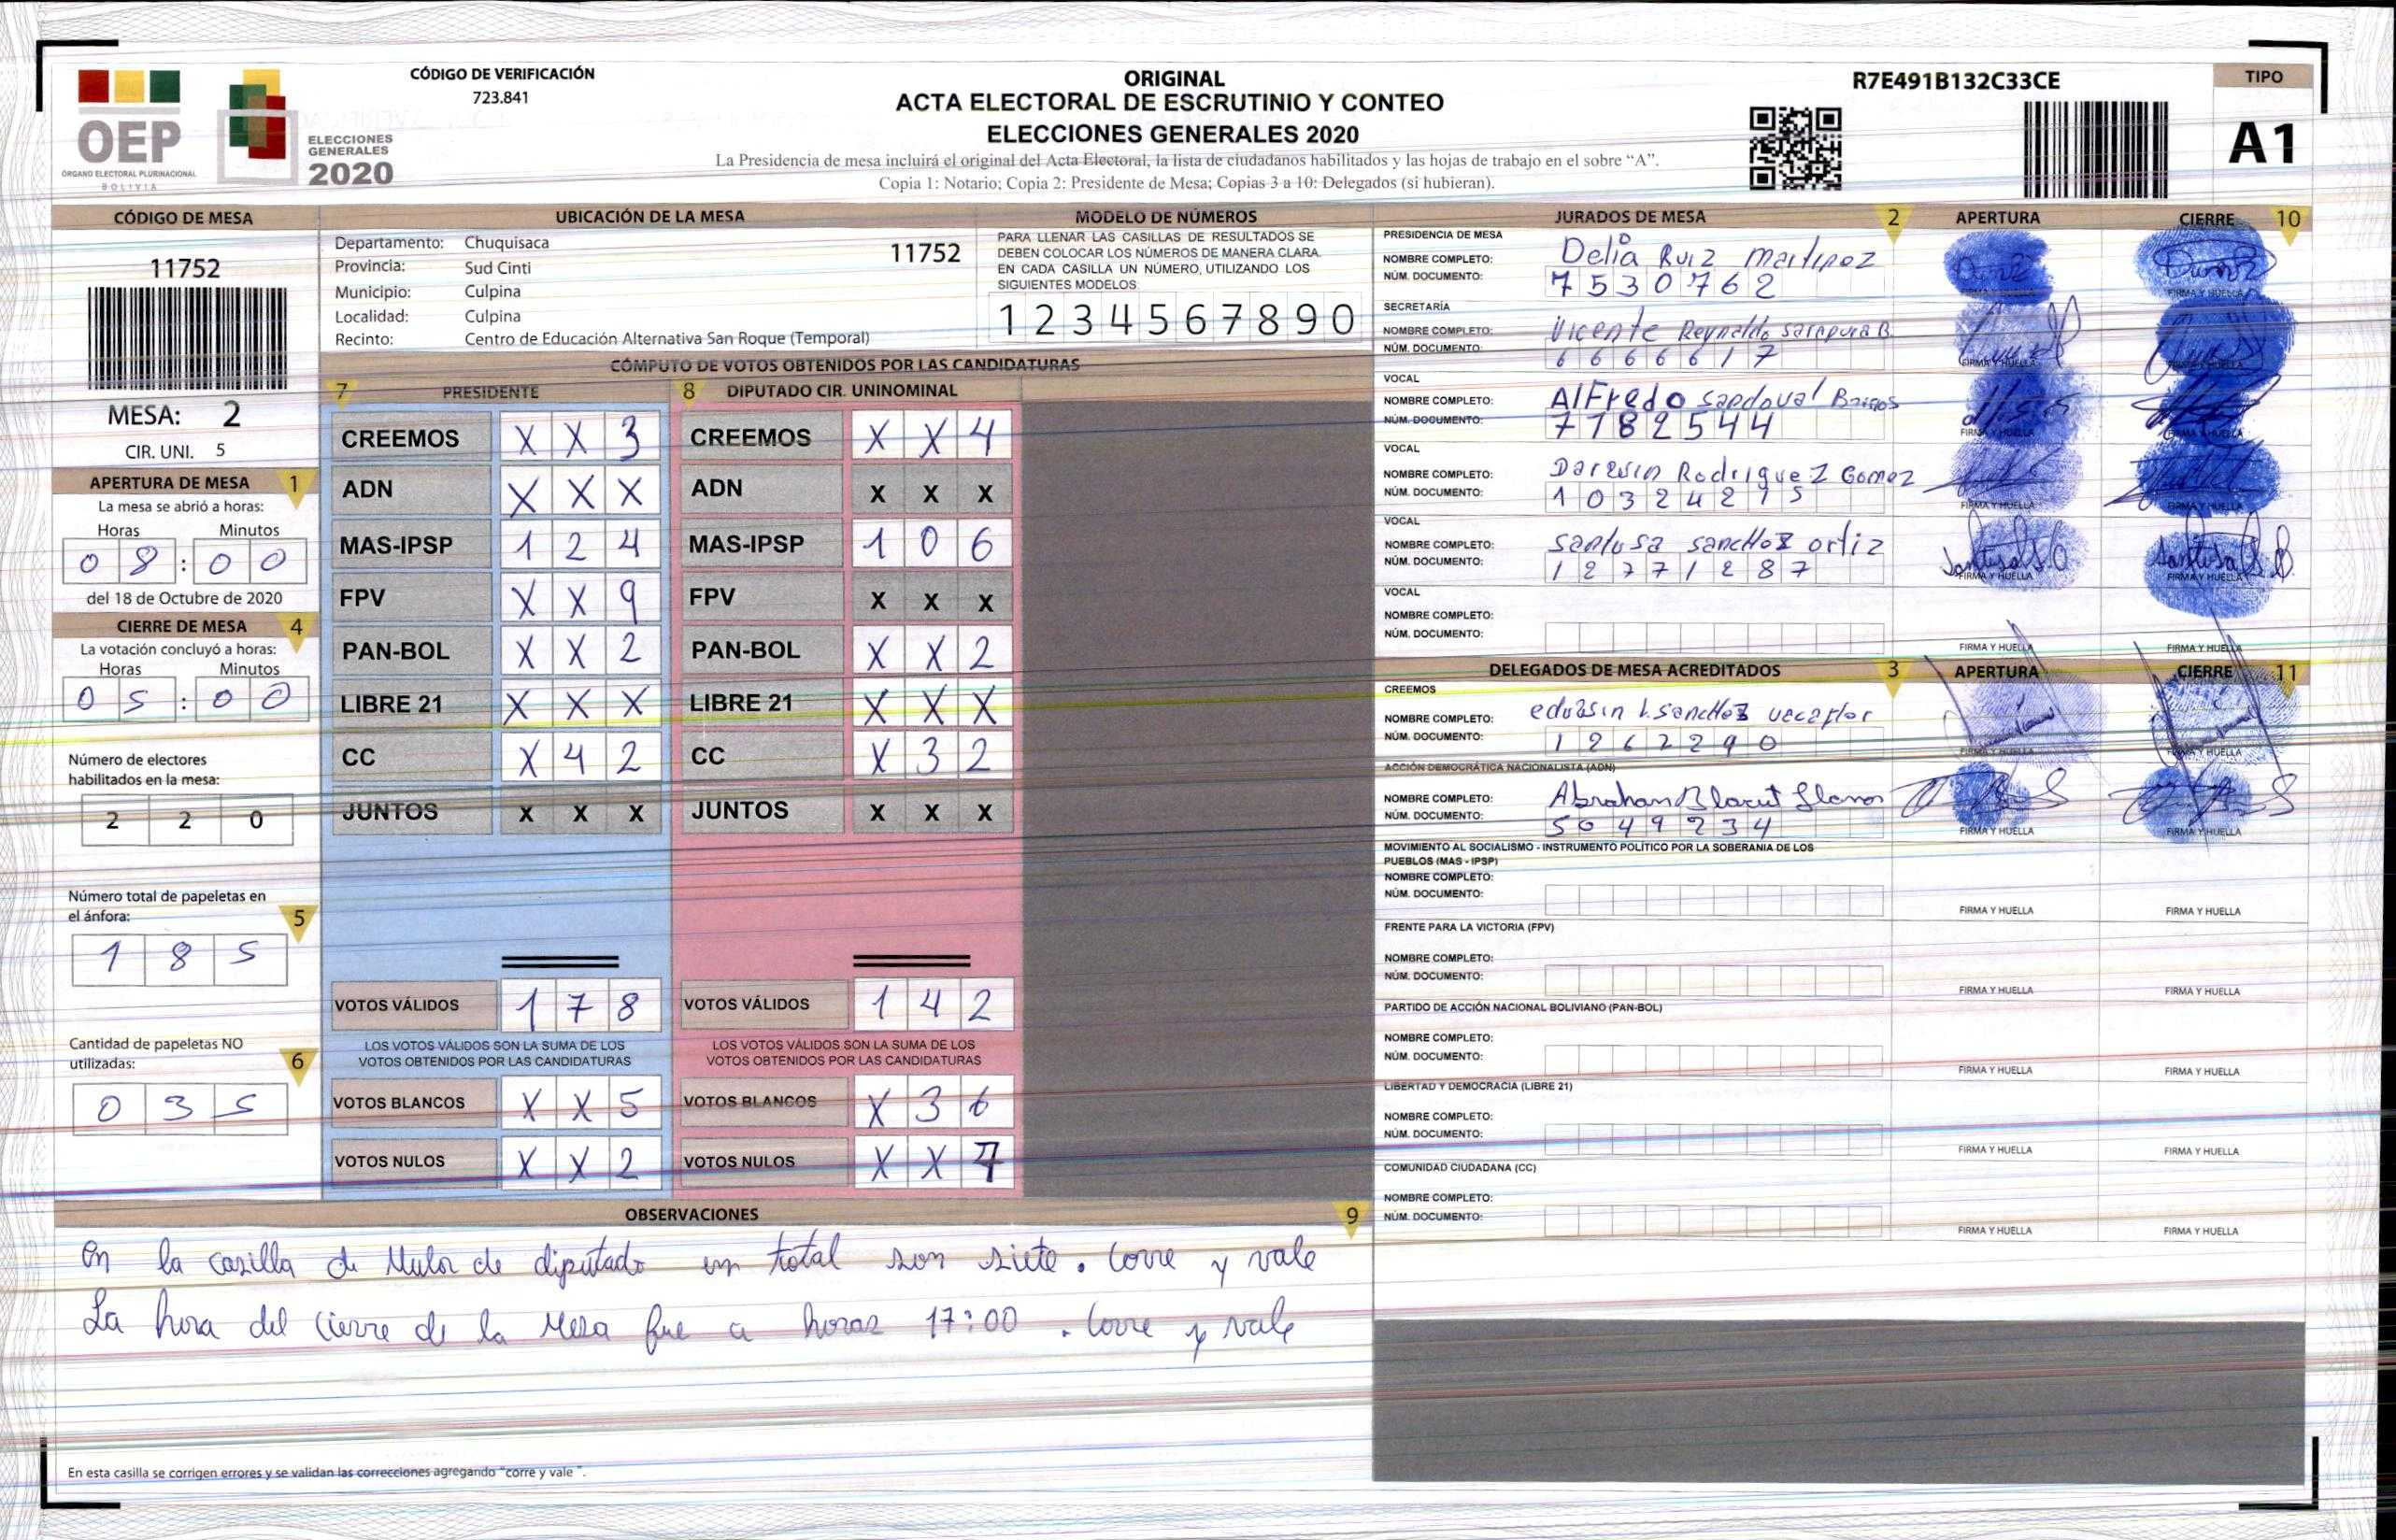 CÓDIGO DE VERIFICACIÓN
723.841
ORIGINAL
ACTA ELECTORAL DE ESCRUTINIO Y CONTEO
ELECCIONES GENERALES 2020
La Presidencia de mesa incluirá el original del Acta Electoral, la lista de ciudadanos habilitados y las hojas de trabajo en el sobre “A”.
Copia 1: Notario; Copia 2: Presidente de Mesa; Copias 3 a 10: Delegados (si hubieran).
R7E491B132C33CE
TIPO
A1
OEP
ÓRGANO ELECTORAL PLURINACIONAL
BOLIVIA
ELECCIONES
GENERALES
2020
CÓDIGO DE MESA
11752
MESA: 2
CIR. UNI. 5
APERTURA DE MESA 1
La mesa se abrió a horas:
Horas Minutos
0 8 : 0 0
del 18 de Octubre de 2020
CIERRE DE MESA 4
La votación concluyó a horas:
Horas Minutos
0 5 : 0 0
Número de electores
habilitados en la mesa:
2 2 0
Número total de papeletas en
el ánfora: 5
1 8 5
Cantidad de papeletas NO
utilizadas: 6
0 3 5
UBICACIÓN DE LA MESA
Departamento: Chuquisaca 11752
Provincia: Sud Cinti
Municipio: Culpina
Localidad: Culpina
Recinto: Centro de Educación Alternativa San Roque (Temporal)
MODELO DE NÚMEROS
PARA LLENAR LAS CASILLAS DE RESULTADOS SE
DEBEN COLOCAR LOS NÚMEROS DE MANERA CLARA.
EN CADA CASILLA UN NÚMERO, UTILIZANDO LOS
SIGUIENTES MODELOS:
1 2 3 4 5 6 7 8 9 0
CÓMPUTO DE VOTOS OBTENIDOS POR LAS CANDIDATURAS
7 PRESIDENTE
CREEMOS X X 3
ADN X X X
MAS-IPSP 1 2 4
FPV X X 9
PAN-BOL X X 2
LIBRE 21 X X X
CC X 4 2
JUNTOS X X X
VOTOS VÁLIDOS 1 7 8
LOS VOTOS VÁLIDOS SON LA SUMA DE LOS
VOTOS OBTENIDOS POR LAS CANDIDATURAS
VOTOS BLANCOS X X 5
VOTOS NULOS X X 2
8 DIPUTADO CIR. UNINOMINAL
CREEMOS X X 4
ADN X X X
MAS-IPSP 1 0 6
FPV X X X
PAN-BOL X X 2
LIBRE 21 X X X
CC X 3 2
JUNTOS X X X
VOTOS VÁLIDOS 1 4 2
LOS VOTOS VÁLIDOS SON LA SUMA DE LOS
VOTOS OBTENIDOS POR LAS CANDIDATURAS
VOTOS BLANCOS X 3 6
VOTOS NULOS X X 7
OBSERVACIONES 9
En la casilla de Nulos de diputado en total son siete. Corre y vale
La hora del cierre de la Mesa fue a horas 17:00. Corre y vale
En esta casilla se corrigen errores y se validan las correcciones agregando "corre y vale ".
JURADOS DE MESA 2 APERTURA CIERRE 10
PRESIDENCIA DE MESA
NOMBRE COMPLETO: Delia Ruiz Martinez
NÚM. DOCUMENTO: 7530762
FIRMA Y HUELLA
SECRETARÍA
NOMBRE COMPLETO: Vicente Reynaldo B.
NÚM. DOCUMENTO: 6666617
FIRMA Y HUELLA FIRMA Y HUELLA
VOCAL
NOMBRE COMPLETO: Alfredo Sandoval
NÚM. DOCUMENTO: 7182544
FIRMA Y HUELLA FIRMA Y HUELLA
VOCAL
NOMBRE COMPLETO: Rodriguez Gomez
NÚM. DOCUMENTO: 10324215
FIRMA Y HUELLA FIRMA Y HUELLA
VOCAL
NOMBRE COMPLETO: Santusa Sanchez Ortiz
NÚM. DOCUMENTO: 12771287
FIRMA Y HUELLA FIRMA Y HUELLA
VOCAL
NOMBRE COMPLETO:
NÚM. DOCUMENTO:
FIRMA Y HUELLA FIRMA Y HUELLA
DELEGADOS DE MESA ACREDITADOS 3 APERTURA CIERRE 11
CREEMOS
NOMBRE COMPLETO: L. Sanchez
NÚM. DOCUMENTO: 1262290
FIRMA Y HUELLA FIRMA Y HUELLA
ACCIÓN DEMOCRÁTICA NACIONALISTA (ADN)
NOMBRE COMPLETO: Abraham
NÚM. DOCUMENTO: 5049234
FIRMA Y HUELLA FIRMA Y HUELLA
MOVIMIENTO AL SOCIALISMO - INSTRUMENTO POLÍTICO POR LA SOBERANIA DE LOS
PUEBLOS (MAS - IPSP)
NOMBRE COMPLETO:
NÚM. DOCUMENTO:
FIRMA Y HUELLA FIRMA Y HUELLA
FRENTE PARA LA VICTORIA (FPV)
NOMBRE COMPLETO:
NÚM. DOCUMENTO:
FIRMA Y HUELLA FIRMA Y HUELLA
PARTIDO DE ACCIÓN NACIONAL BOLIVIANO (PAN-BOL)
NOMBRE COMPLETO:
NÚM. DOCUMENTO:
FIRMA Y HUELLA FIRMA Y HUELLA
LIBERTAD Y DEMOCRACIA (LIBRE 21)
NOMBRE COMPLETO:
NÚM. DOCUMENTO:
FIRMA Y HUELLA FIRMA Y HUELLA
COMUNIDAD CIUDADANA (CC)
NOMBRE COMPLETO:
NÚM. DOCUMENTO:
FIRMA Y HUELLA FIRMA Y HUELLA